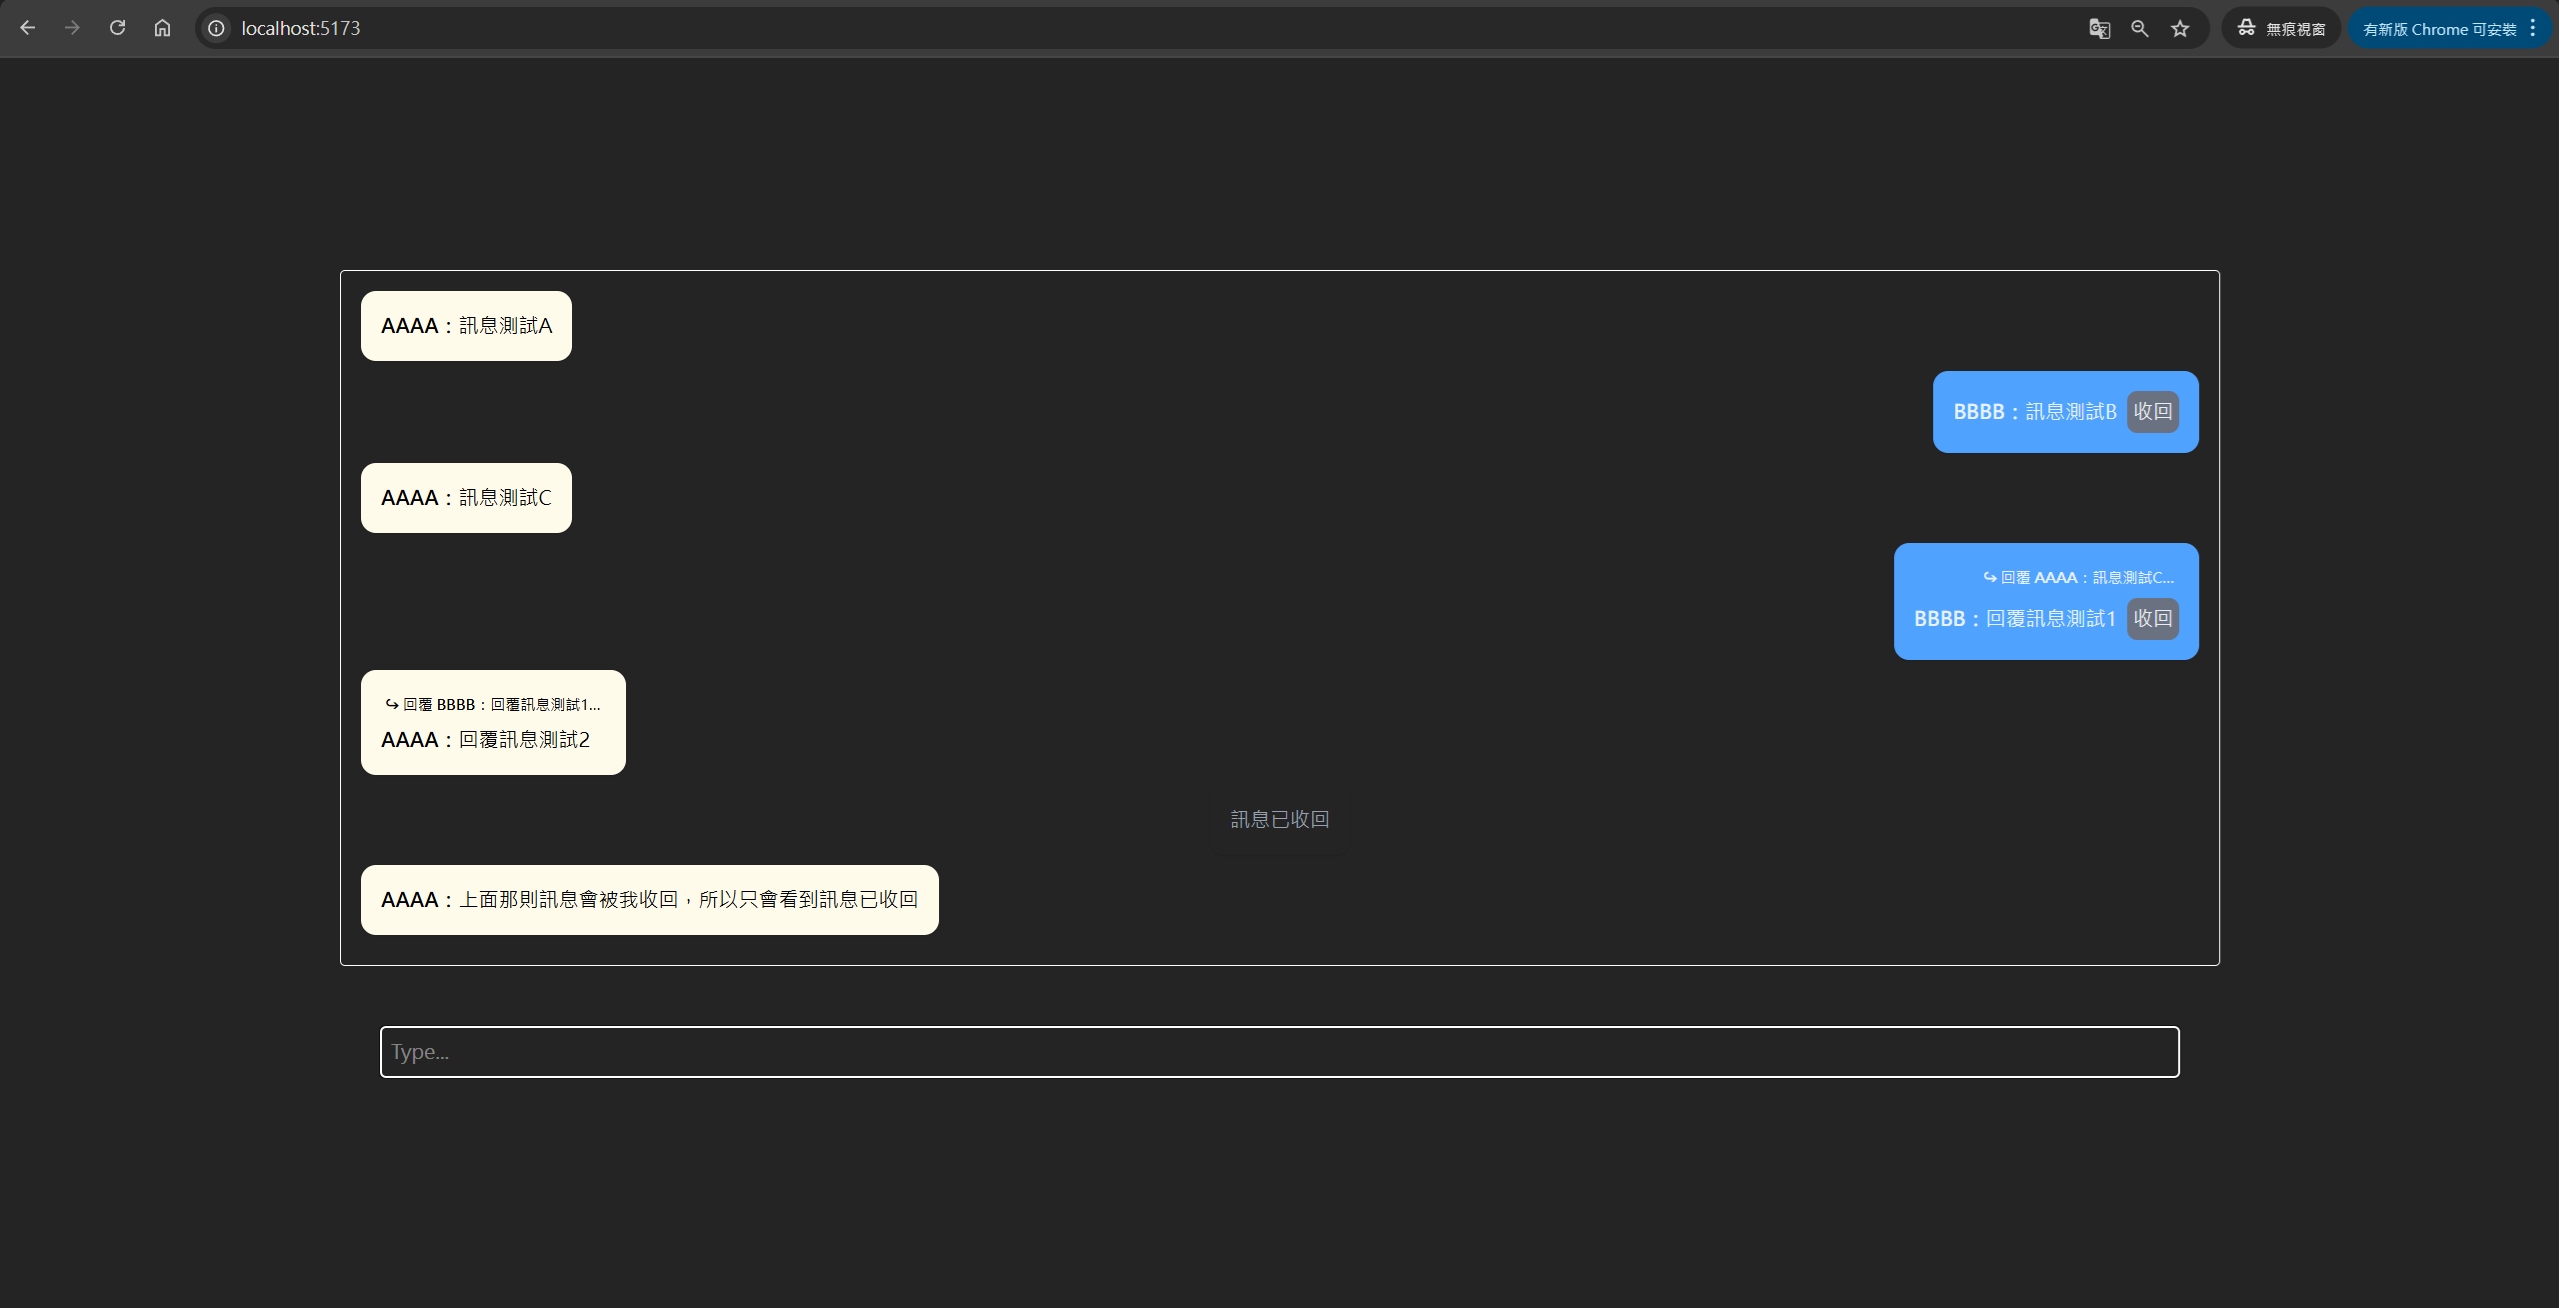 localhost:5173
無痕視窗
有新版 Chrome 可安裝
AAAA：訊息測試A
BBBB：訊息測試B 收回
AAAA：訊息測試C
↪ 回覆 AAAA：訊息測試C...
BBBB：回覆訊息測試1 收回
↪ 回覆 BBBB：回覆訊息測試1...
AAAA：回覆訊息測試2
訊息已收回
AAAA：上面那則訊息會被我收回，所以只會看到訊息已收回
Type...